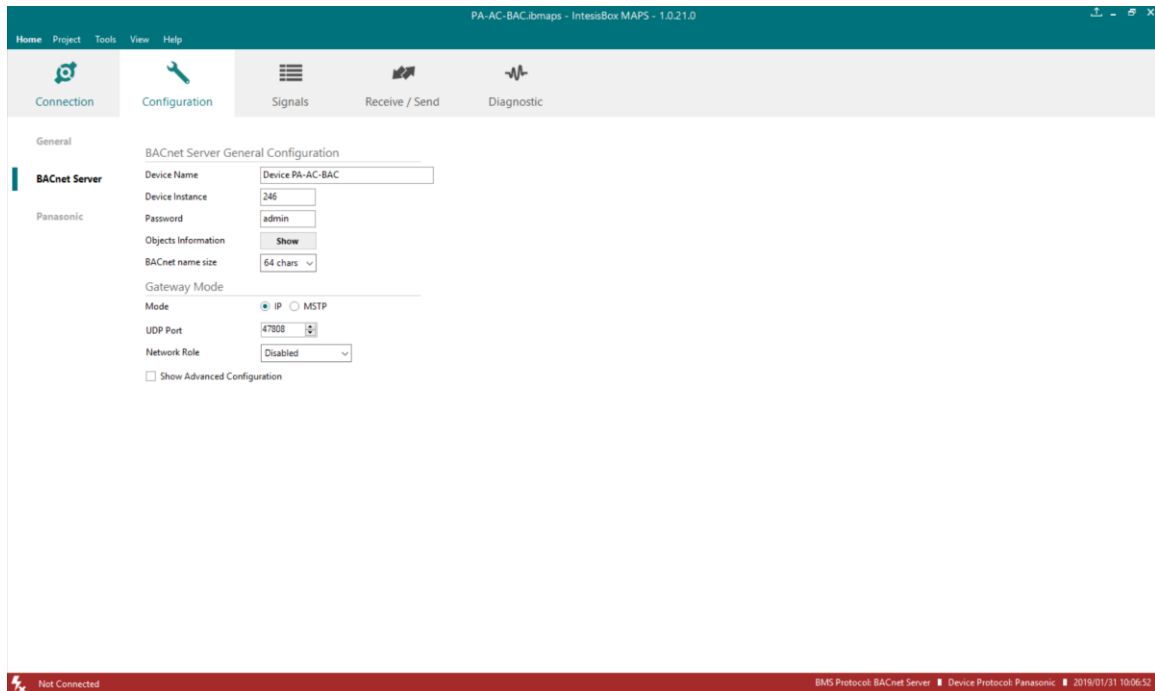 PA-AC-BAC.ibmaps - IntesisBox MAPS - 1.0.21.0
Home Project Tools View Help
Connection Configuration Signals Receive / Send Diagnostic
General
BACnet Server General Configuration
BACnet Server
Device Name Device PA-AC-BAC
Device Instance 246
Panasonic
Password admin
Objects Information Show
BACnet name size 64 chars
Gateway Mode
Mode IP MSTP
UDP Port 47808
Network Role Disabled
Show Advanced Configuration
Not Connected BMS Protocol: BACnet Server Device Protocol: Panasonic 2019/01/31 10:06:52